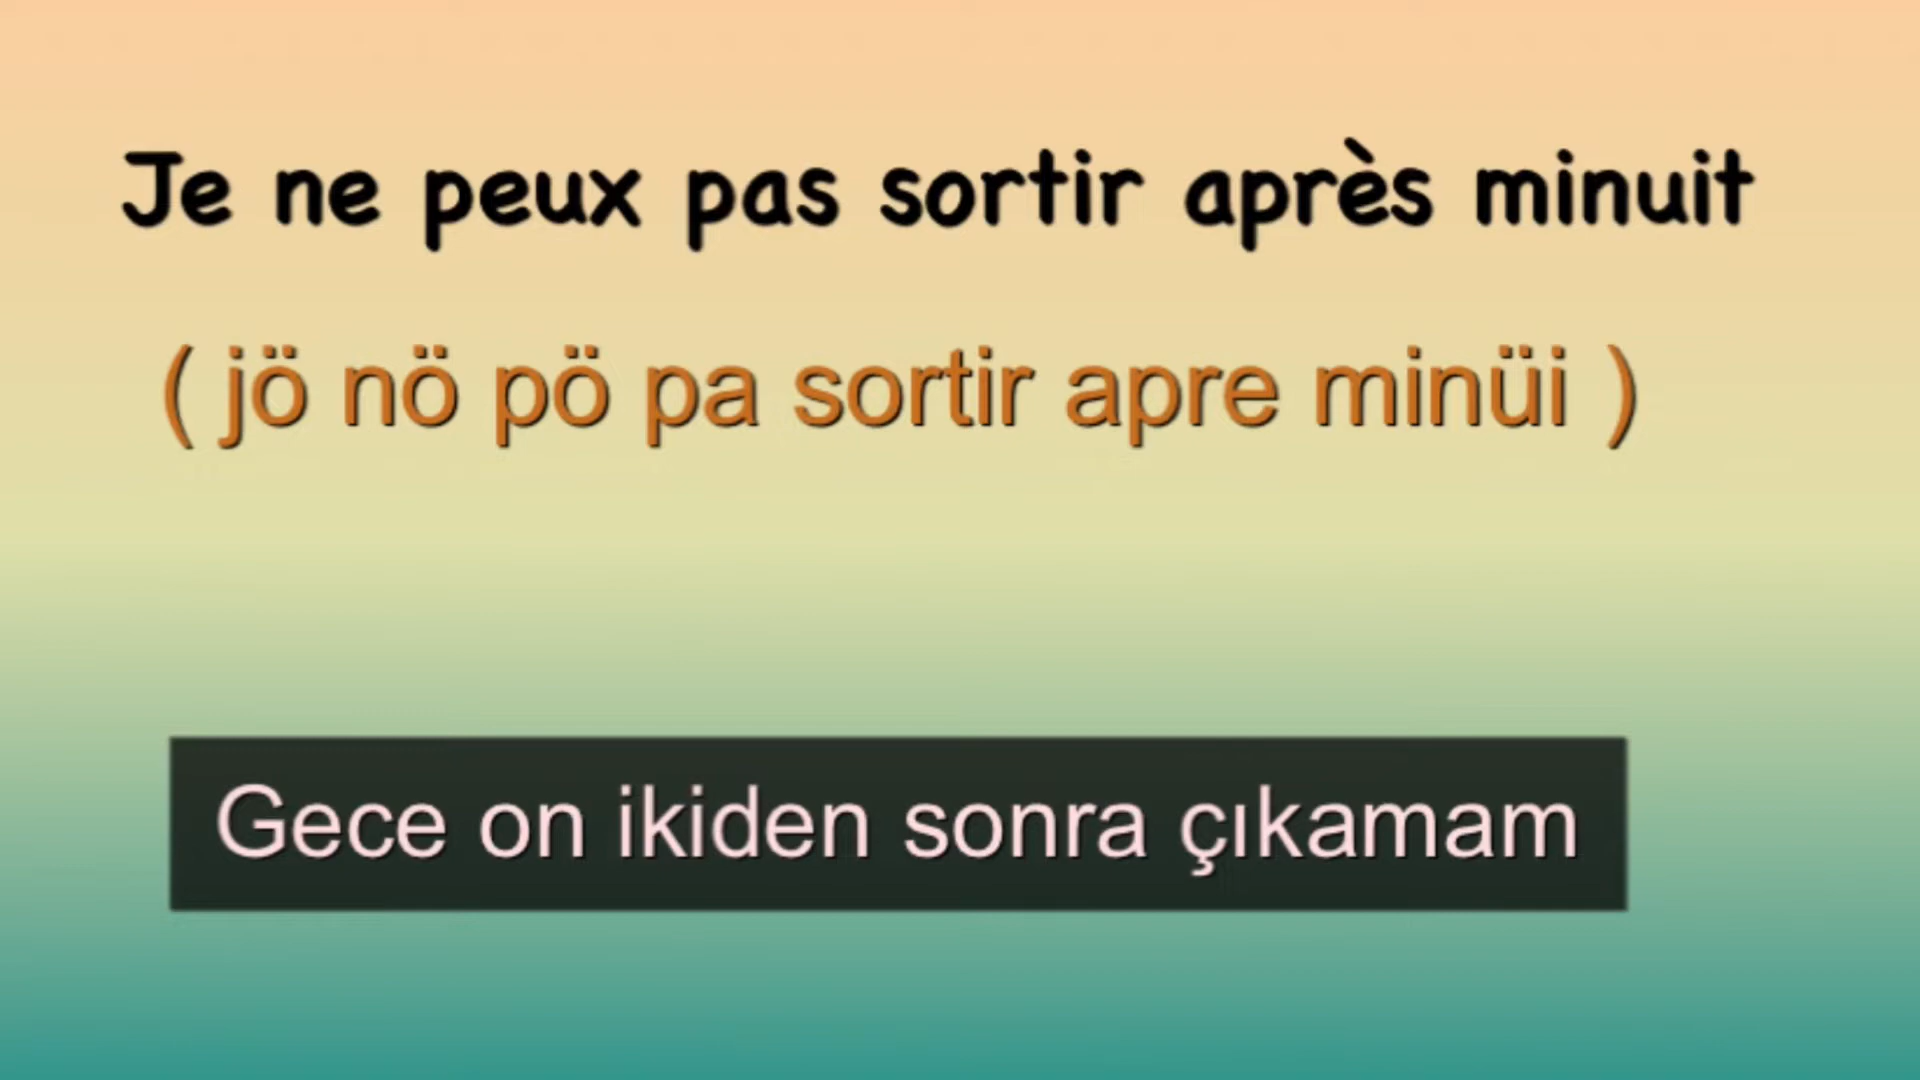 Je ne peux pas sortir après minuit
( jö nö pö pa sortir apre minüi )
Gece on ikiden sonra çıkamam